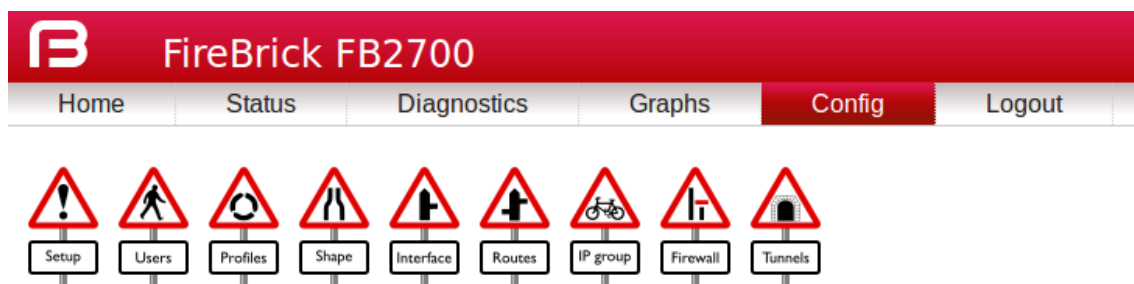 FireBrick FB2700
Home Status Diagnostics Graphs Config Logout
Setup Users Profiles Shape Interface Routes IP group Firewall Tunnels